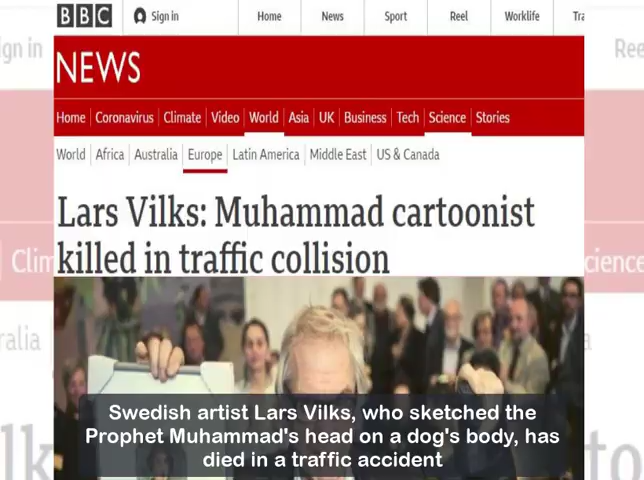 BBC Sign in Home News Sport Reel Worklife
NEWS
Home Coronavirus Climate Video World Asia UK Business Tech Science Stories
World Africa Australia Europe Latin America Middle East US & Canada
Lars Vilks: Muhammad cartoonist
killed in traffic collision
Swedish artist Lars Vilks, who sketched the
Prophet Muhammad's head on a dog's body, has
died in a traffic accident